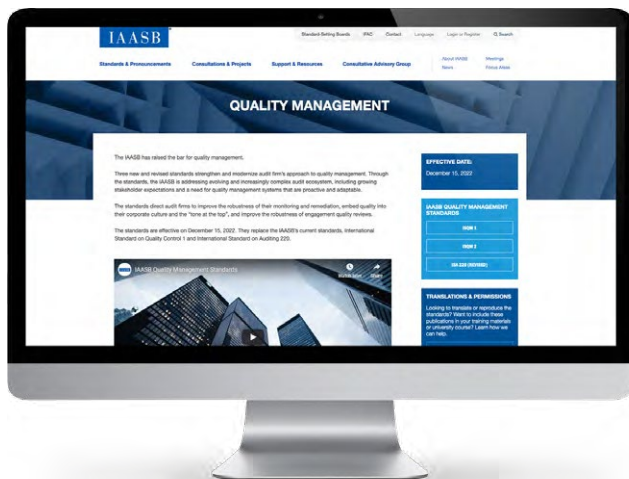 IAASB
Standard-Setting Boards IFAC Contact Language Login or Register Search
Standards & Pronouncements Consultations & Projects Support & Resources Consultative Advisory Group
About IAASB Meetings
News Focus Areas
QUALITY MANAGEMENT
The IAASB has raised the bar for quality management.
Three new and revised standards strengthen and modernize audit firm's approach to quality management. Through
the standards, the IAASB is addressing evolving and increasingly complex audit ecosystem, including growing
stakeholder expectations and a need for quality management systems that are proactive and adaptable.
The standards direct audit firms to improve the robustness of their monitoring and remediation, embed quality into
their corporate culture and the "tone at the top", and improve the robustness of engagement quality reviews.
The standards are effective on December 15, 2022. They replace the IAASB's current standards, International
Standard on Quality Control 1 and International Standard on Auditing 220.
IAASB Quality Management Standards
Watch later Share
EFFECTIVE DATE:
December 15, 2022
IAASB QUALITY MANAGEMENT
STANDARDS
ISQM 1
ISQM 2
ISA 220 (REVISED)
TRANSLATIONS & PERMISSIONS
Looking to translate or reproduce the
standards? Want to include these
publications in your training materials
or university course? Learn how we
can help.